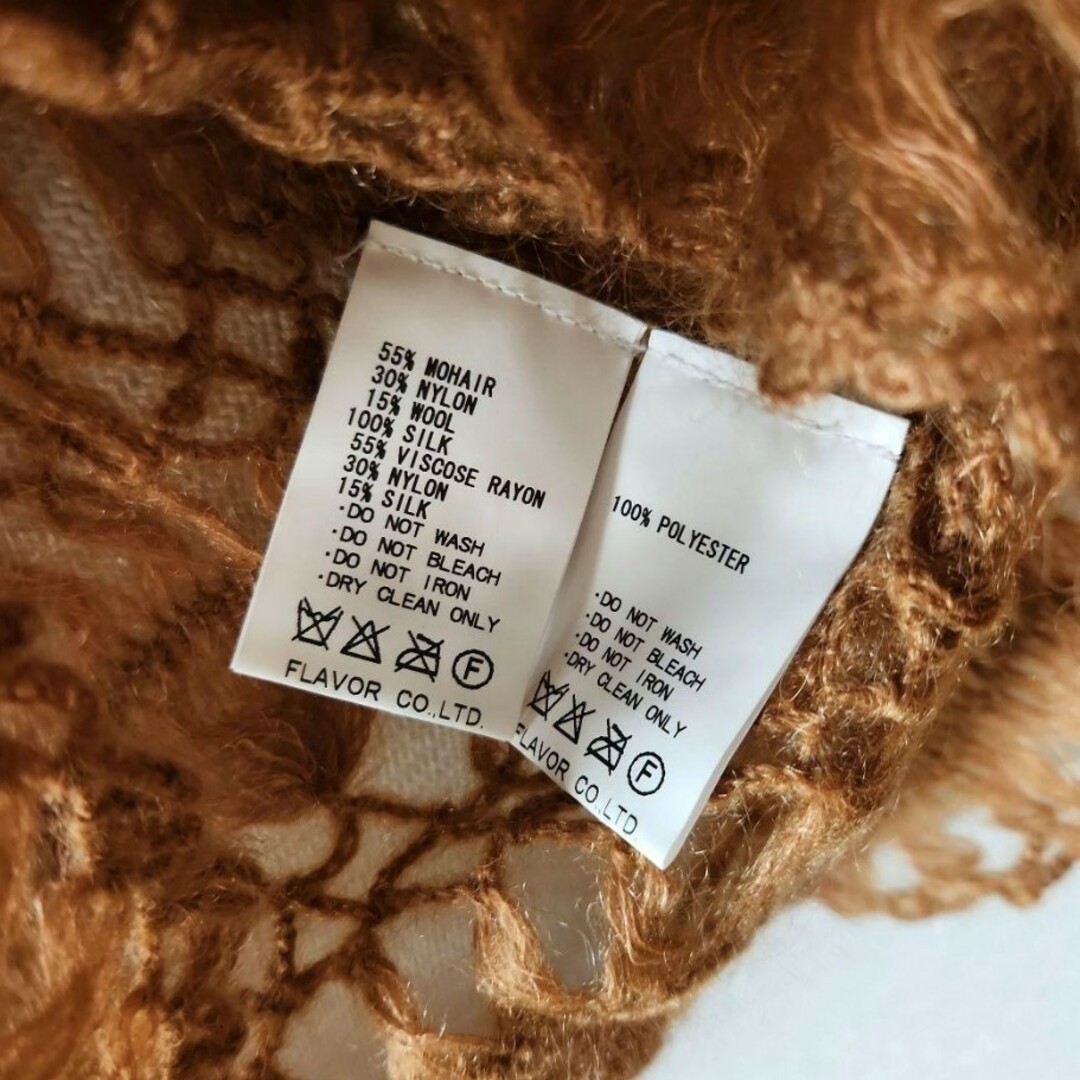 55% MOHAIR
30% NYLON
15% WOOL
100% SILK
55% VISCOSE RAYON
30% NYLON
15% SILK
·DO NOT WASH
·DO NOT BLEACH
·DO NOT IRON
·DRY CLEAN ONLY
F
FLAVOR CO.,LTD.
100% POLYESTER
·DO NOT WASH
·DO NOT BLEACH
·DO NOT IRON
·DRY CLEAN ONLY
F
FLAVOR CO.,LTD.